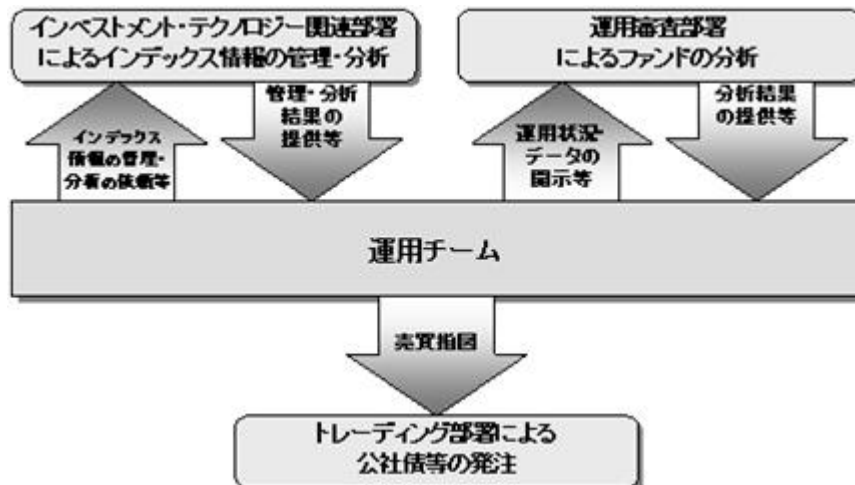 インベストメント・テクノロジー関連部署
によるインデックス情報の管理・分析
運用審査部署
によるファンドの分析
インデックス
情報の管理・
分析の依頼等
管理・分析
結果の
提供等
運用状況・
データの
開示等
分析結果
の提供等
運用チーム
売買指図
トレーディング部署による
公社債等の発注